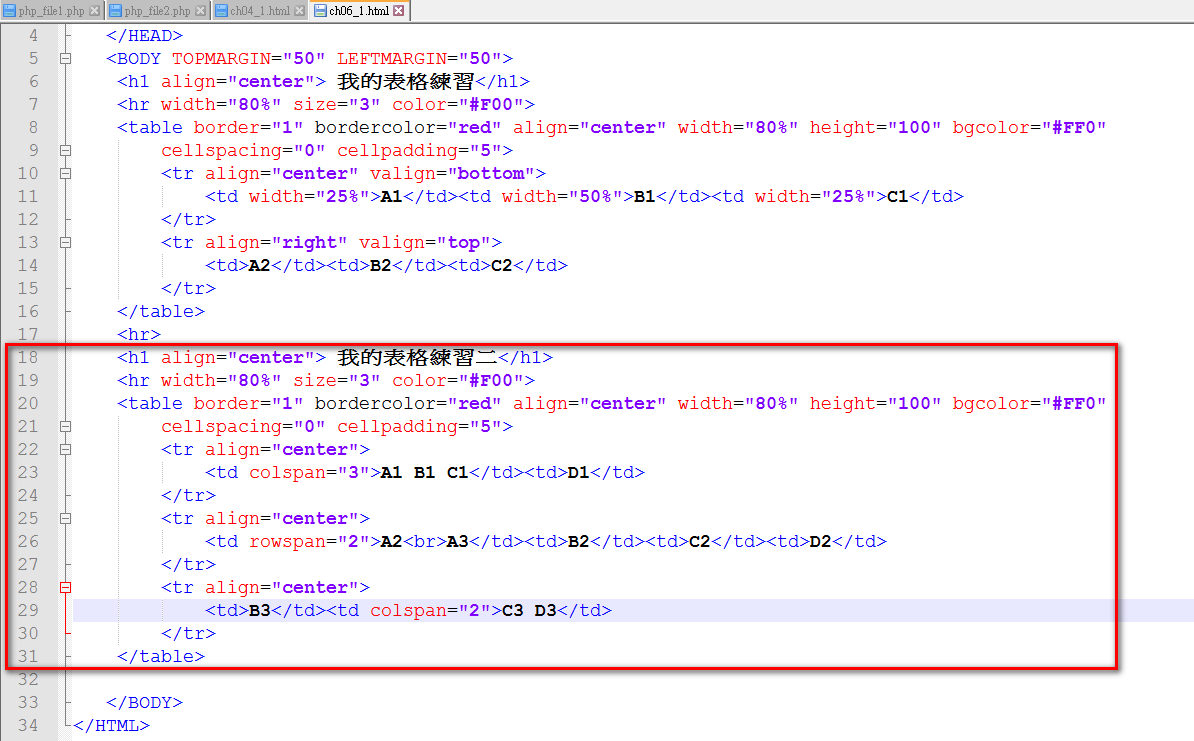 php_file1.php php_file2.php ch04_1.html ch06_1.html
4 </HEAD>
5 <BODY TOPMARGIN="50" LEFTMARGIN="50">
6 <h1 align="center"> 我的表格練習</h1>
7 <hr width="80%" size="3" color="#F00">
8 <table border="1" bordercolor="red" align="center" width="80%" height="100" bgcolor="#FF0"
9 cellspacing="0" cellpadding="5">
10 <tr align="center" valign="bottom">
11 <td width="25%">A1</td><td width="50%">B1</td><td width="25%">C1</td>
12 </tr>
13 <tr align="right" valign="top">
14 <td>A2</td><td>B2</td><td>C2</td>
15 </tr>
16 </table>
17 <hr>
18 <h1 align="center"> 我的表格練習二</h1>
19 <hr width="80%" size="3" color="#F00">
20 <table border="1" bordercolor="red" align="center" width="80%" height="100" bgcolor="#FF0"
21 cellspacing="0" cellpadding="5">
22 <tr align="center">
23 <td colspan="3">A1 B1 C1</td><td>D1</td>
24 </tr>
25 <tr align="center">
26 <td rowspan="2">A2<br>A3</td><td>B2</td><td>C2</td><td>D2</td>
27 </tr>
28 <tr align="center">
29 <td>B3</td><td colspan="2">C3 D3</td>
30 </tr>
31 </table>
32
33 </BODY>
34 </HTML>